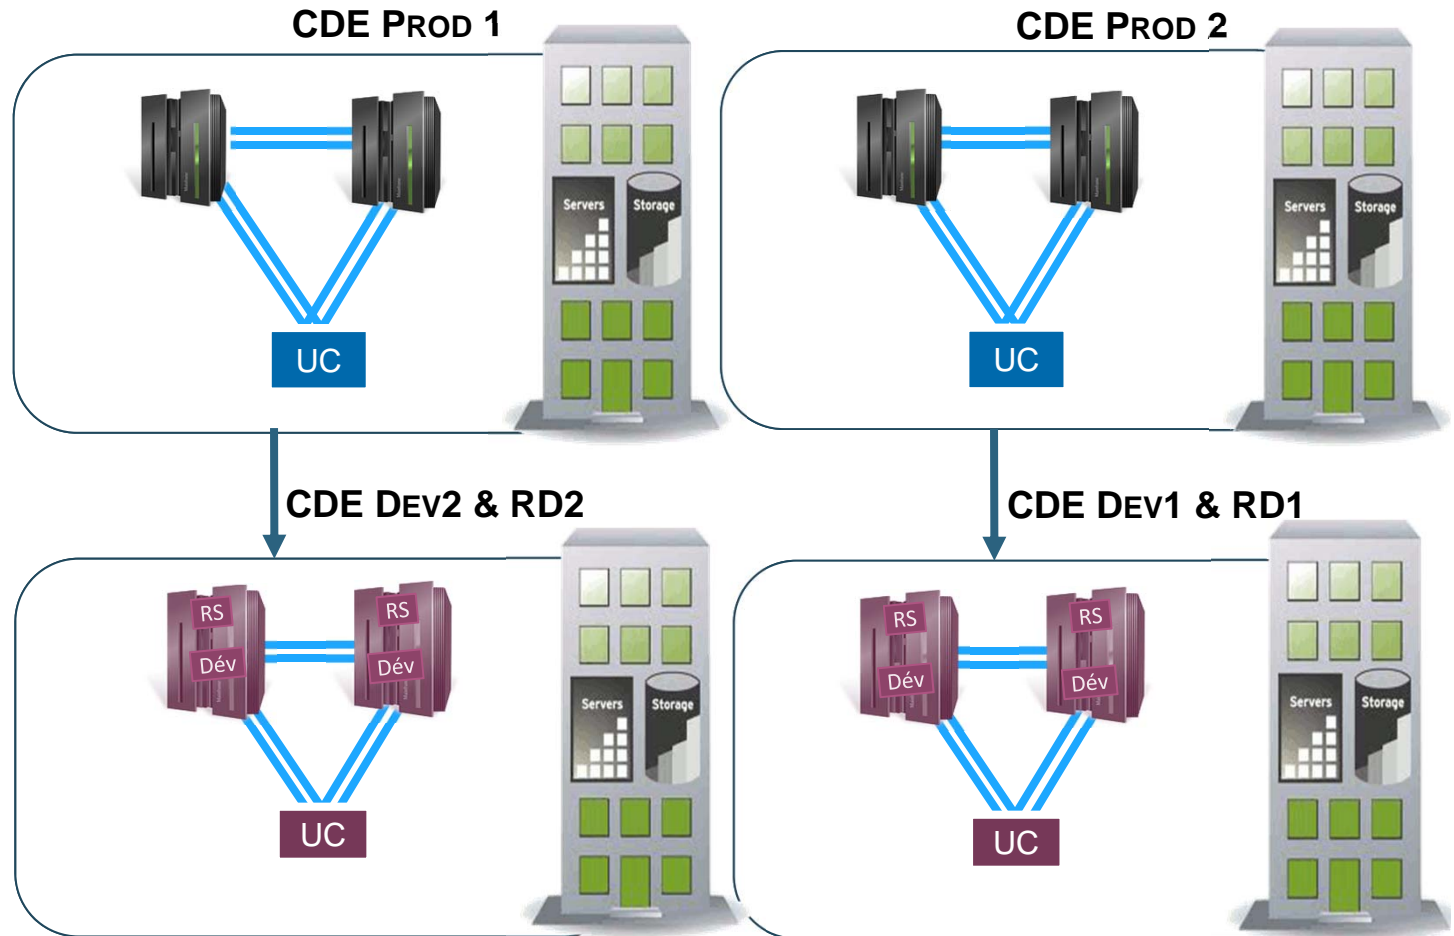 CDE PROD 1
CDE PROD 2
Servers
Storage
Servers
Storage
UC
UC
CDE DEV2 & RD2
CDE DEV1 & RD1
RS
RS
Dév
Dév
RS
RS
Dév
Dév
Servers
Storage
Servers
Storage
UC
UC